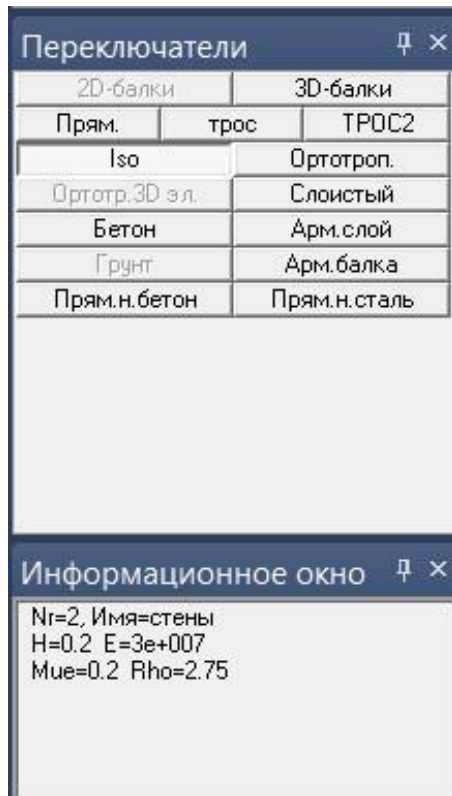 Переключатели
2D-балки 3D-балки
Прям. трос ТРОС2
Iso Ортотроп.
Ортотр.3D эл. Слоистый
Бетон Арм.слой
Грунт Арм.балка
Прям.н.бетон Прям.н.сталь
Информационное окно
Nr=2, Имя=стены
H=0.2 E=3e+007
Mue=0.2 Rho=2.75